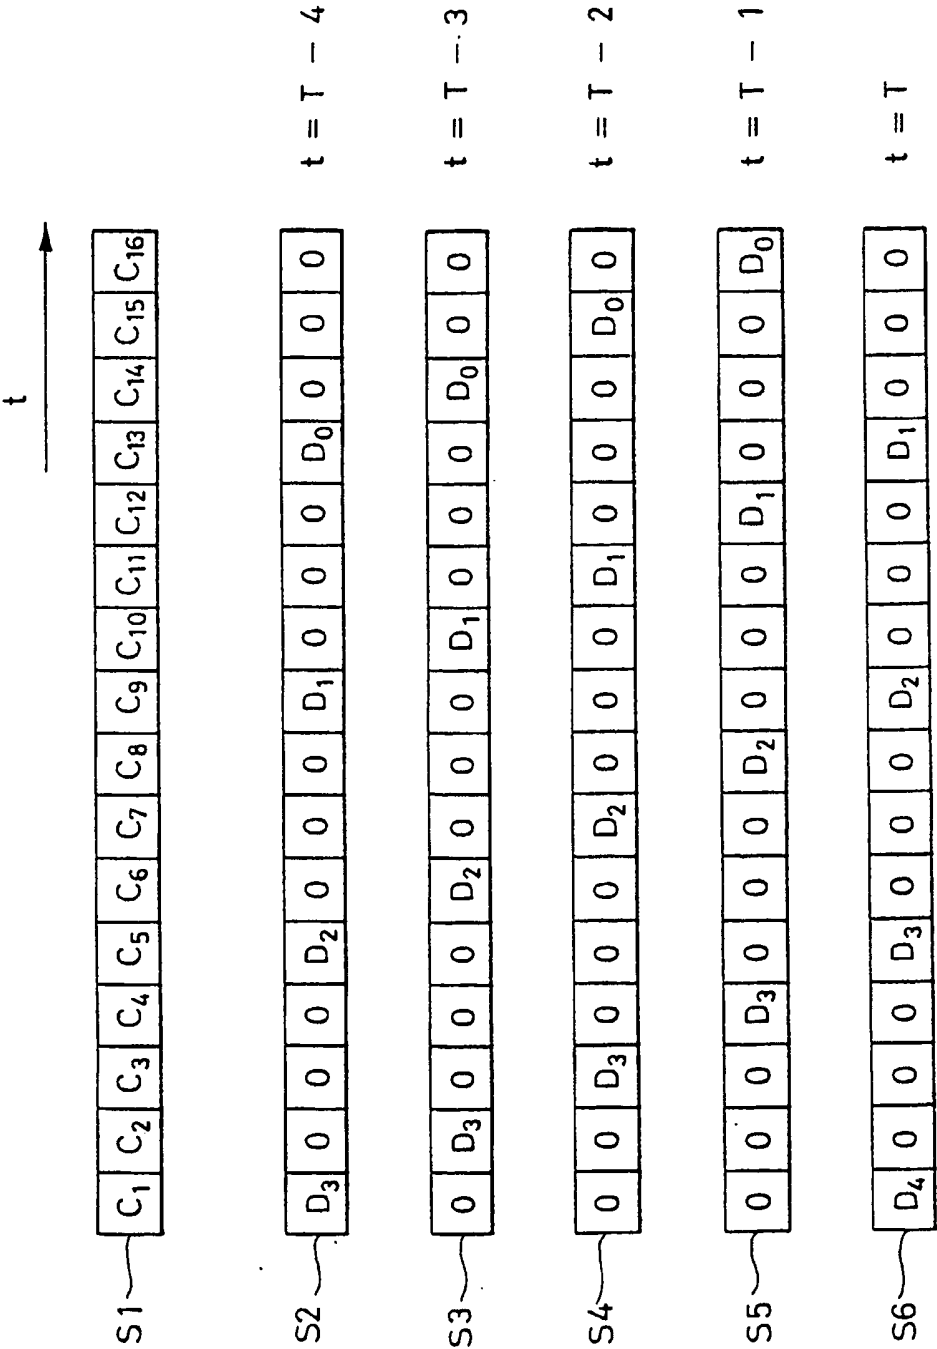 t
S1 C1 C2 C3 C4 C5 C6 C7 C8 C9 C10 C11 C12 C13 C14 C15 C16
S2 D3 0 0 0 D2 0 0 0 D1 0 0 0 D0 0 0 0 t = T - 4
S3 0 D3 0 0 0 D2 0 0 0 D1 0 0 0 D0 0 0 t = T - 3
S4 0 0 D3 0 0 0 D2 0 0 0 D1 0 0 0 D0 0 t = T - 2
S5 0 0 0 D3 0 0 0 D2 0 0 0 D1 0 0 0 D0 t = T - 1
S6 D4 0 0 0 D3 0 0 0 D2 0 0 0 D1 0 0 0 t = T